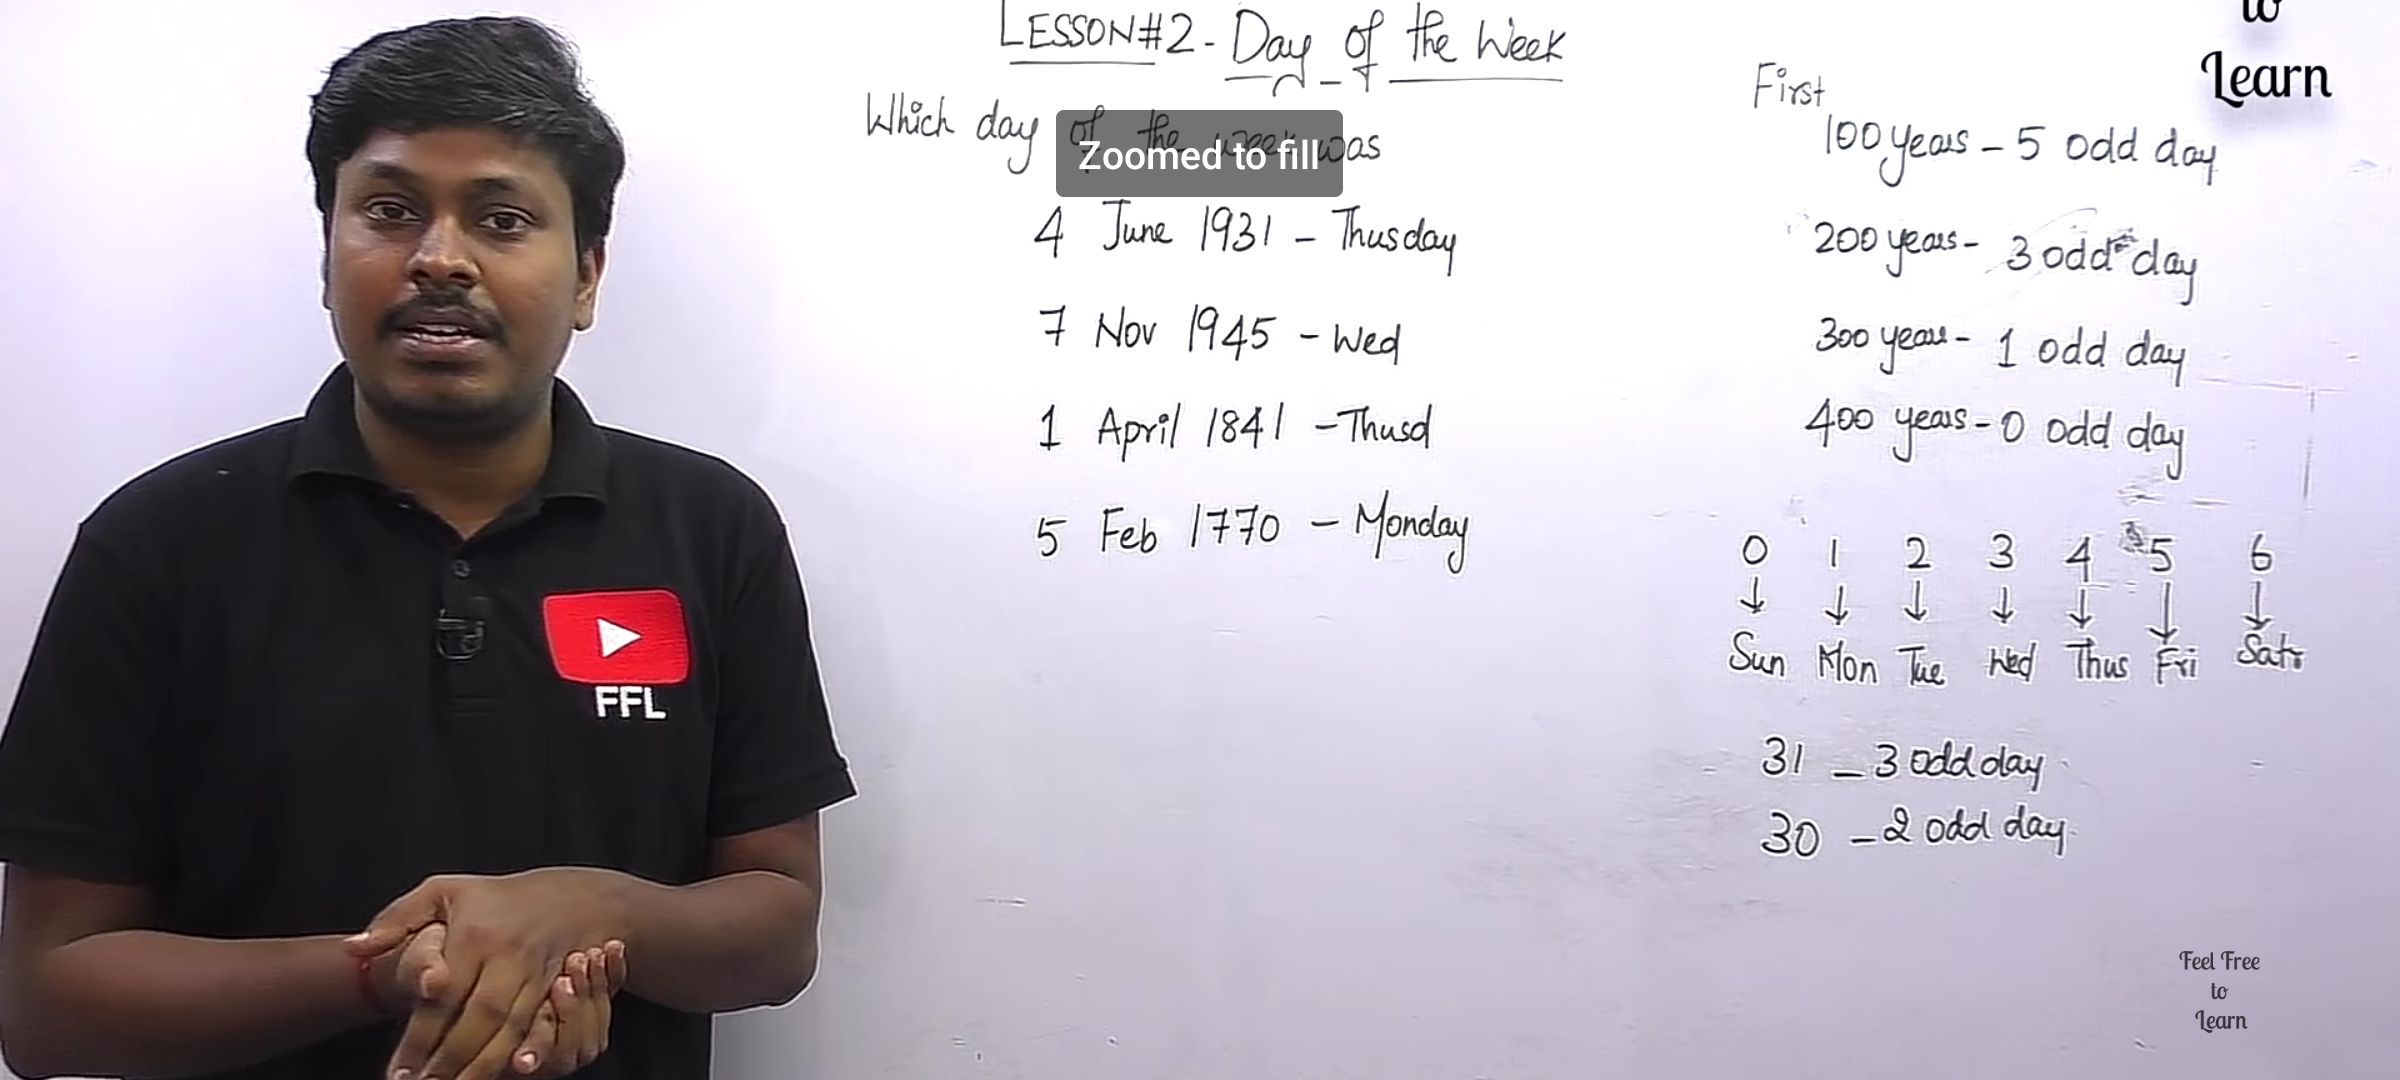 LESSON#2 - Day of the Week
Which day of the week was
Zoomed to fill
4 June 1931 - Thusday
7 Nov 1945 - Wed
1 April 1841 - Thusd
5 Feb 1770 - Monday
to
Learn
First
100 years - 5 odd day
200 years - 3 odd day
300 years - 1 odd day
400 years - 0 odd day
0 1 2 3 4 5 6
Sun Mon Tue Wed Thus Fri Satr
31 - 3 odd day
30 - 2 odd day
FFL
Feel Free
to
Learn